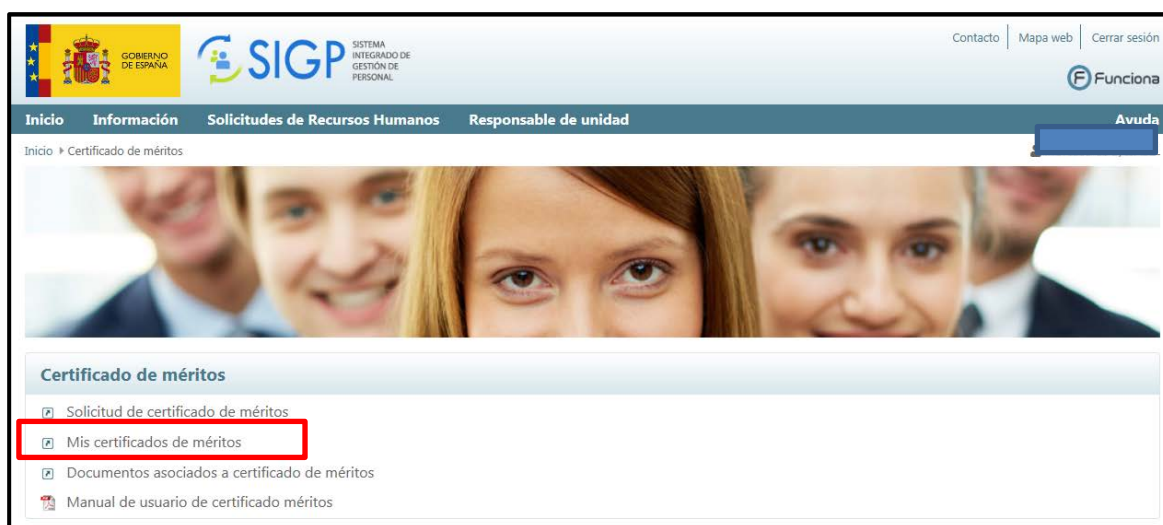 GOBIERNO
DE ESPAÑA
SIGP
SISTEMA
INTEGRADO DE
GESTIÓN DE
PERSONAL
Contacto Mapa web Cerrar sesión
Funciona
Inicio Información Solicitudes de Recursos Humanos Responsable de unidad Ayuda
Inicio Certificado de méritos
Certificado de méritos
Solicitud de certificado de méritos
Mis certificados de méritos
Documentos asociados a certificado de méritos
Manual de usuario de certificado méritos